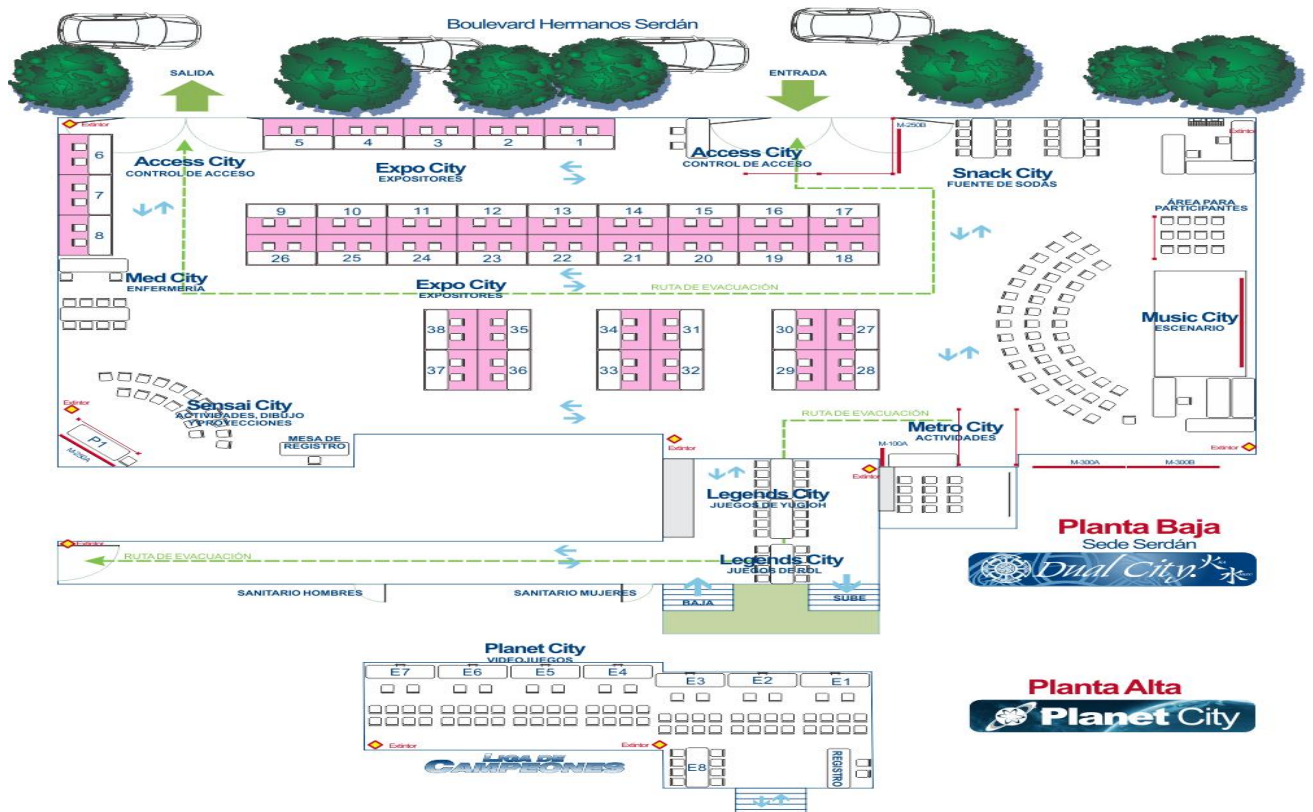 Boulevard Hermanos Serdán
SALIDA
ENTRADA
Extintor
5
4
3
2
1
M-250B
Extintor
6
7
8
Access City
CONTROL DE ACCESO
Expo City
EXPOSITORES
Access City
CONTROL DE ACCESO
Snack City
FUENTE DE SODAS
ÁREA PARA
PARTICIPANTES
9
10
11
12
13
14
15
16
17
26
25
24
23
22
21
20
19
18
Med City
ENFERMERÍA
Expo City
EXPOSITORES
RUTA DE EVACUACIÓN
Music City
ESCENARIO
38
35
34
31
30
27
37
36
33
32
29
28
Extintor
Sensai City
ACTIVIDADES, DIBUJO
Y PROYECCIONES
P1
M-250A
MESA DE
REGISTRO
Extintor
RUTA DE EVACUACIÓN
Metro City
ACTIVIDADES
M-100A
Extintor
Extintor
M-300A
M-300B
Legends City
JUEGOS DE YUGIOH
Extintor
RUTA DE EVACUACIÓN
Legends City
JUEGOS DE ROL
SANITARIO HOMBRES
SANITARIO MUJERES
BAJA
SUBE
Planta Baja
Sede Serdán
Dual City
火
水
Planet City
VIDEOJUEGOS
E7
E6
E5
E4
E3
E2
E1
Extintor
Extintor
LIGA DE
CAMPEONES
E8
REGISTRO
Planta Alta
Planet City